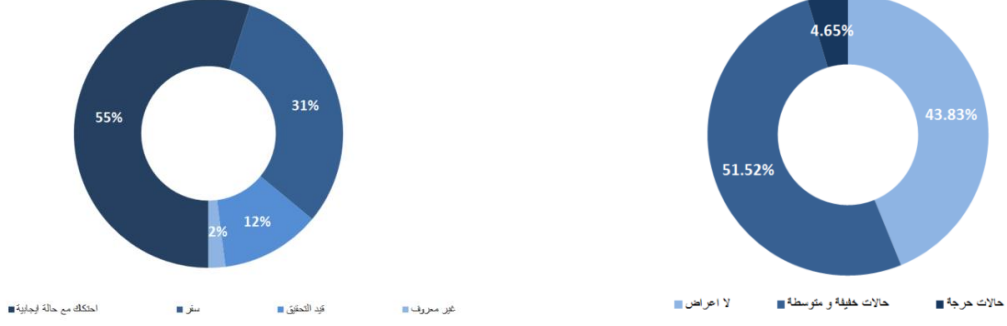 4.65%
31%
55%
43.83%
51.52%
12%
2%
احتكاك مع حالة ايجابية
سفر
قيد التحقيق
غير معروف
لا اعراض
حالات خفيفة و متوسطة
حالات حرجة